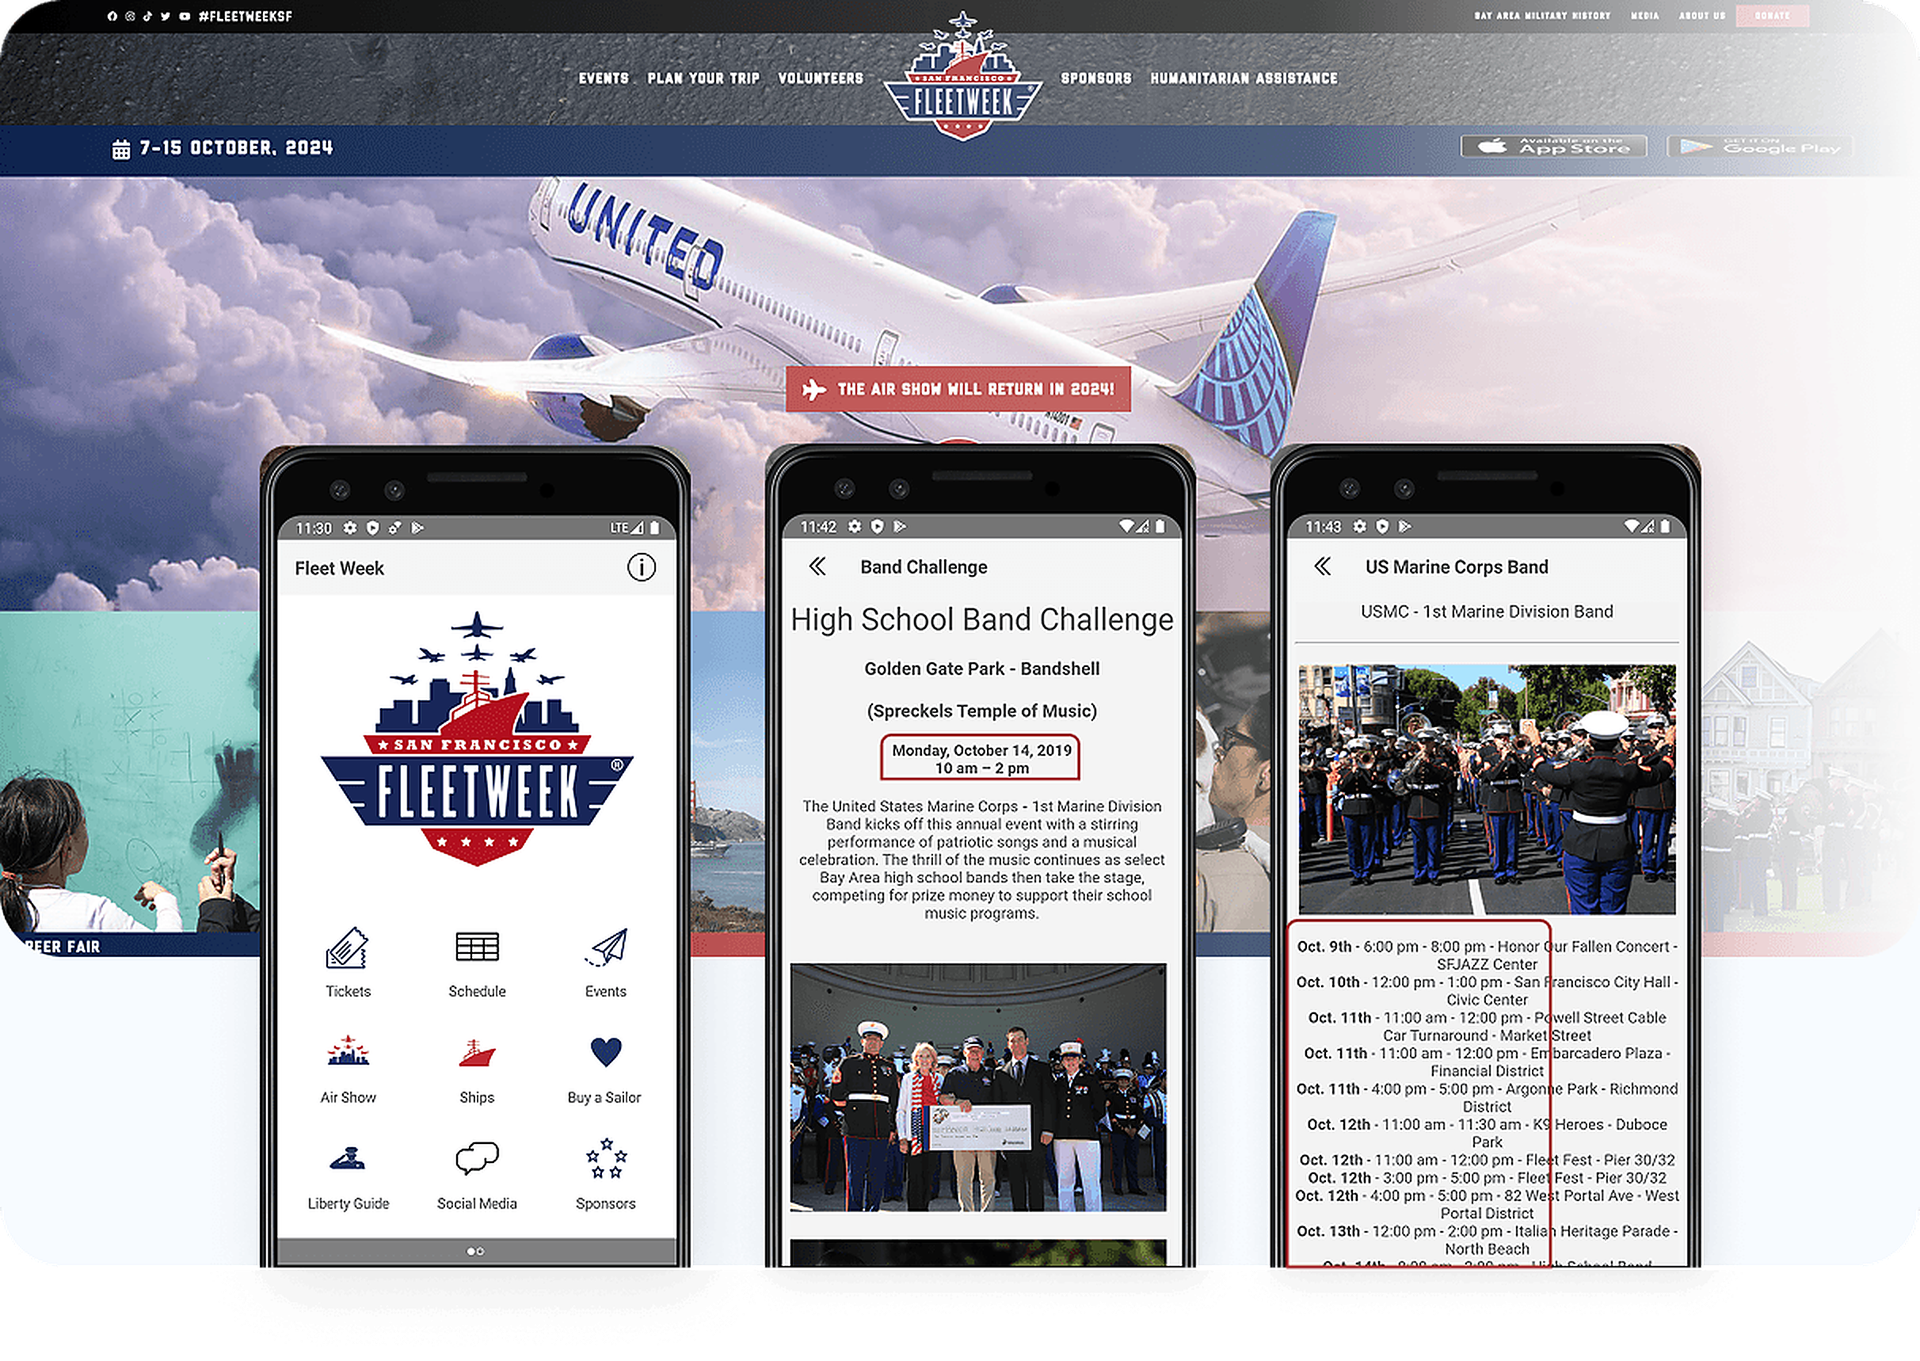 #FLEETWEEKSF
BAY AREA MILITARY HISTORY MEDIA ABOUT US DONATE
EVENTS PLAN YOUR TRIP VOLUNTEERS
SAN FRANCISCO
FLEETWEEK®
SPONSORS HUMANITARIAN ASSISTANCE
7-15 OCTOBER, 2024
Available on the
App Store
GET IT ON
Google Play
UNITED
THE AIR SHOW WILL RETURN IN 2024!
REER FAIR
11:30 LTE
Fleet Week
SAN FRANCISCO
FLEETWEEK®
Tickets Schedule Events
Air Show Ships Buy a Sailor
Liberty Guide Social Media Sponsors
11:42
Band Challenge
High School Band Challenge
Golden Gate Park - Bandshell
(Spreckels Temple of Music)
Monday, October 14, 2019
10 am – 2 pm
The United States Marine Corps - 1st Marine Division
Band kicks off this annual event with a stirring
performance of patriotic songs and a musical
celebration. The thrill of the music continues as select
Bay Area high school bands then take the stage,
competing for prize money to support their school
music programs.
11:43
US Marine Corps Band
USMC - 1st Marine Division Band
Oct. 9th - 6:00 pm - 8:00 pm - Honor Our Fallen Concert -
SFJAZZ Center
Oct. 10th - 12:00 pm - 1:00 pm - San Francisco City Hall -
Civic Center
Oct. 11th - 11:00 am - 12:00 pm - Powell Street Cable
Car Turnaround - Market Street
Oct. 11th - 11:00 am - 12:00 pm - Embarcadero Plaza -
Financial District
Oct. 11th - 4:00 pm - 5:00 pm - Argonne Park - Richmond
District
Oct. 12th - 11:00 am - 11:30 am - K9 Heroes - Duboce
Park
Oct. 12th - 11:00 am - 12:00 pm - Fleet Fest - Pier 30/32
Oct. 12th - 3:00 pm - 5:00 pm - Fleet Fest - Pier 30/32
Oct. 12th - 4:00 pm - 5:00 pm - 82 West Portal Ave - West
Portal District
Oct. 13th - 12:00 pm - 2:00 pm - Italian Heritage Parade -
North Beach